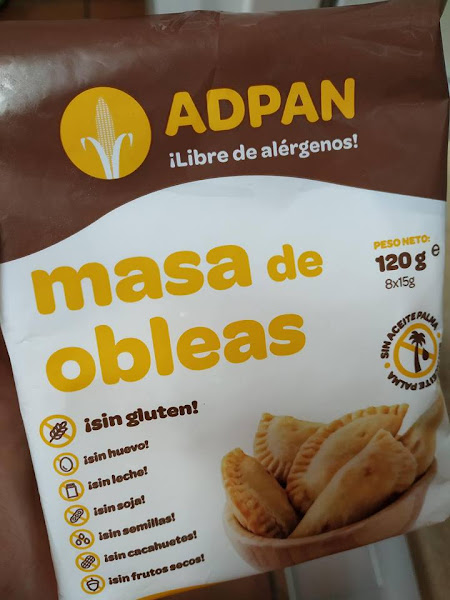 ADPAN
¡Libre de alérgenos!
masa de
obleas
PESO NETO:
120 g e
8x15g
SIN ACEITE PALMA
¡sin gluten!
¡sin huevo!
¡sin leche!
¡sin soja!
¡sin semillas!
¡sin cacahuetes!
¡sin frutos secos!